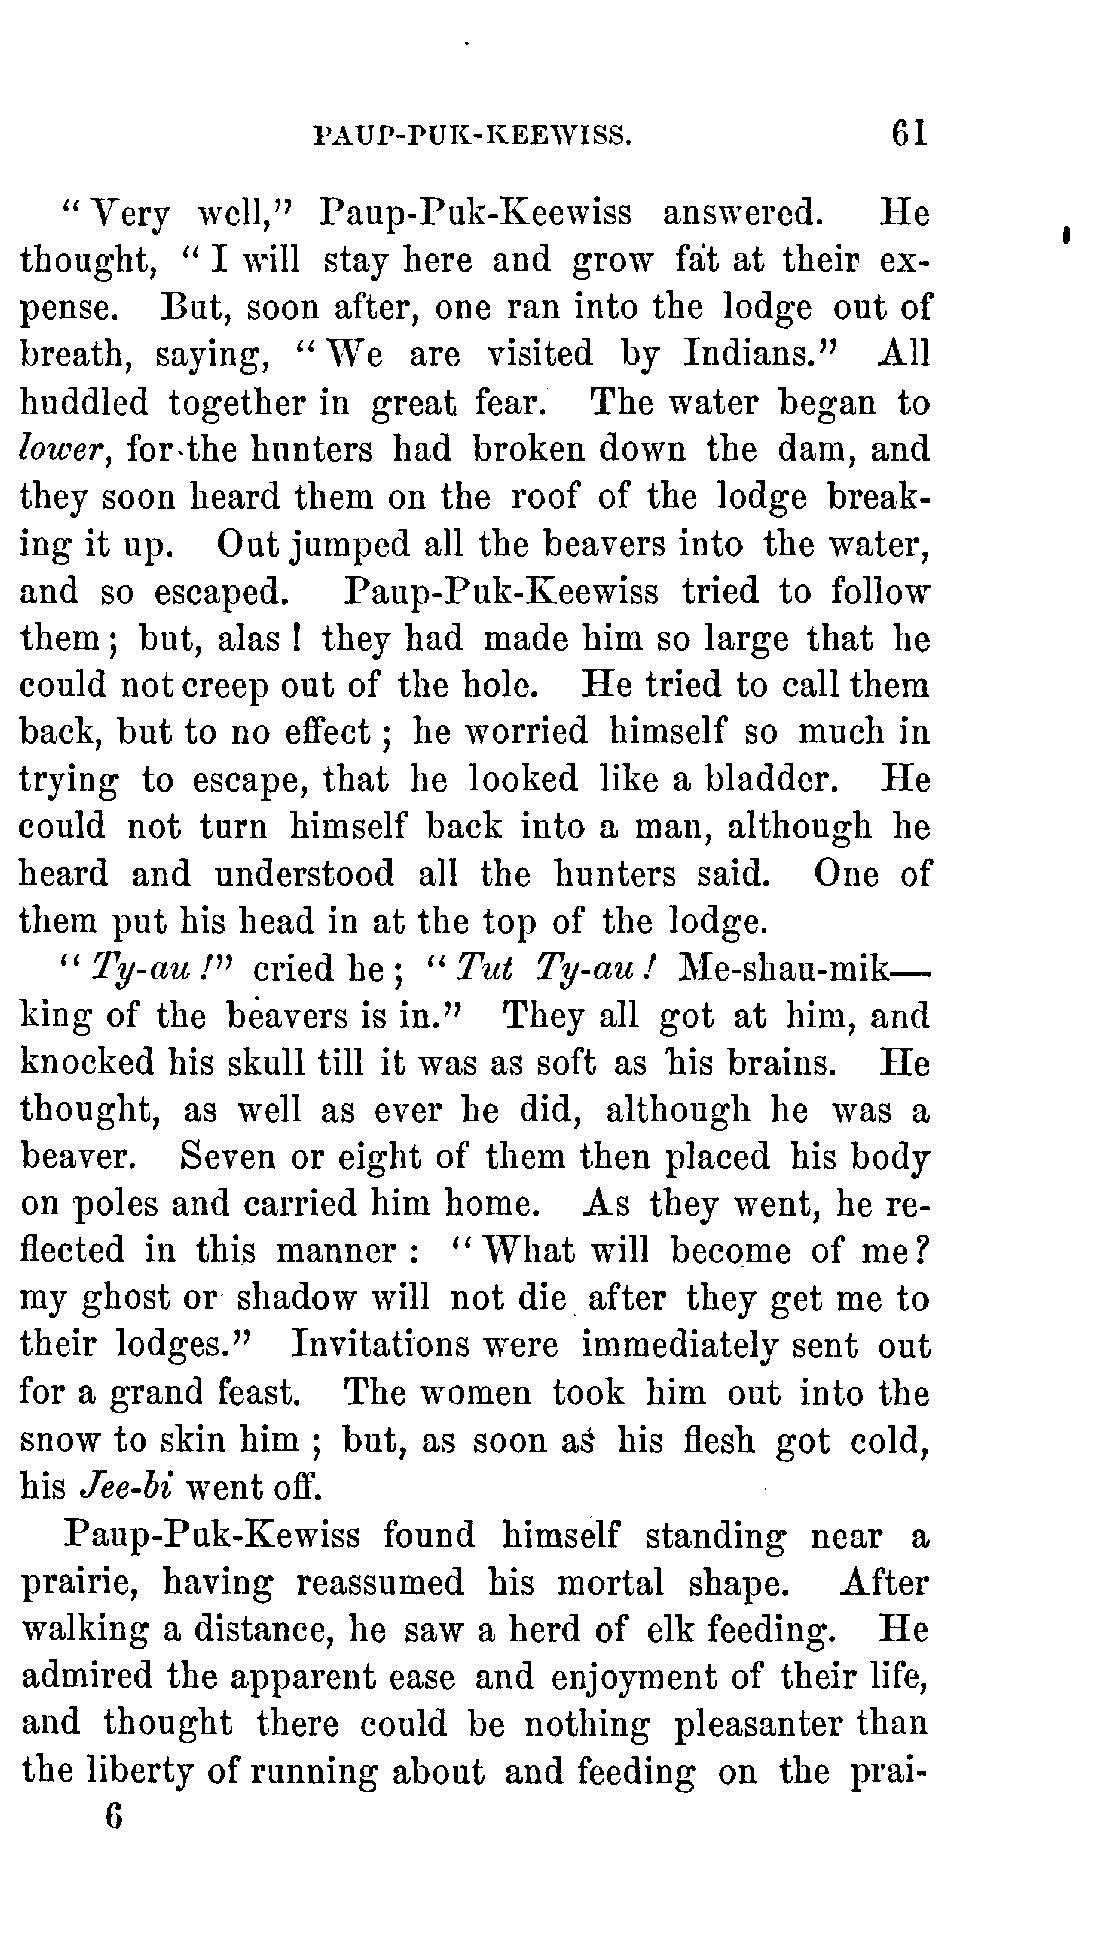 PAUP-PUK-KEEWISS. 61
"Very well," Paup-Puk-Keewiss answered. He
thought, "I will stay here and grow fat at their ex-
pense. But, soon after, one ran into the lodge out of
breath, saying, "We are visited by Indians." All
huddled together in great fear. The water began to
lower, for the hunters had broken down the dam, and
they soon heard them on the roof of the lodge break-
ing it up. Out jumped all the beavers into the water,
and so escaped. Paup-Puk-Keewiss tried to follow
them; but, alas! they had made him so large that he
could not creep out of the hole. He tried to call them
back, but to no effect; he worried himself so much in
trying to escape, that he looked like a bladder. He
could not turn himself back into a man, although he
heard and understood all the hunters said. One of
them put his head in at the top of the lodge.
"Ty-au!" cried he; "Tut Ty-au! Me-shau-mik—
king of the beavers is in." They all got at him, and
knocked his skull till it was as soft as his brains. He
thought, as well as ever he did, although he was a
beaver. Seven or eight of them then placed his body
on poles and carried him home. As they went, he re-
flected in this manner: "What will become of me?
my ghost or shadow will not die after they get me to
their lodges." Invitations were immediately sent out
for a grand feast. The women took him out into the
snow to skin him; but, as soon as his flesh got cold,
his Jee-bi went off.
Paup-Puk-Kewiss found himself standing near a
prairie, having reassumed his mortal shape. After
walking a distance, he saw a herd of elk feeding. He
admired the apparent ease and enjoyment of their life,
and thought there could be nothing pleasanter than
the liberty of running about and feeding on the prai-
6